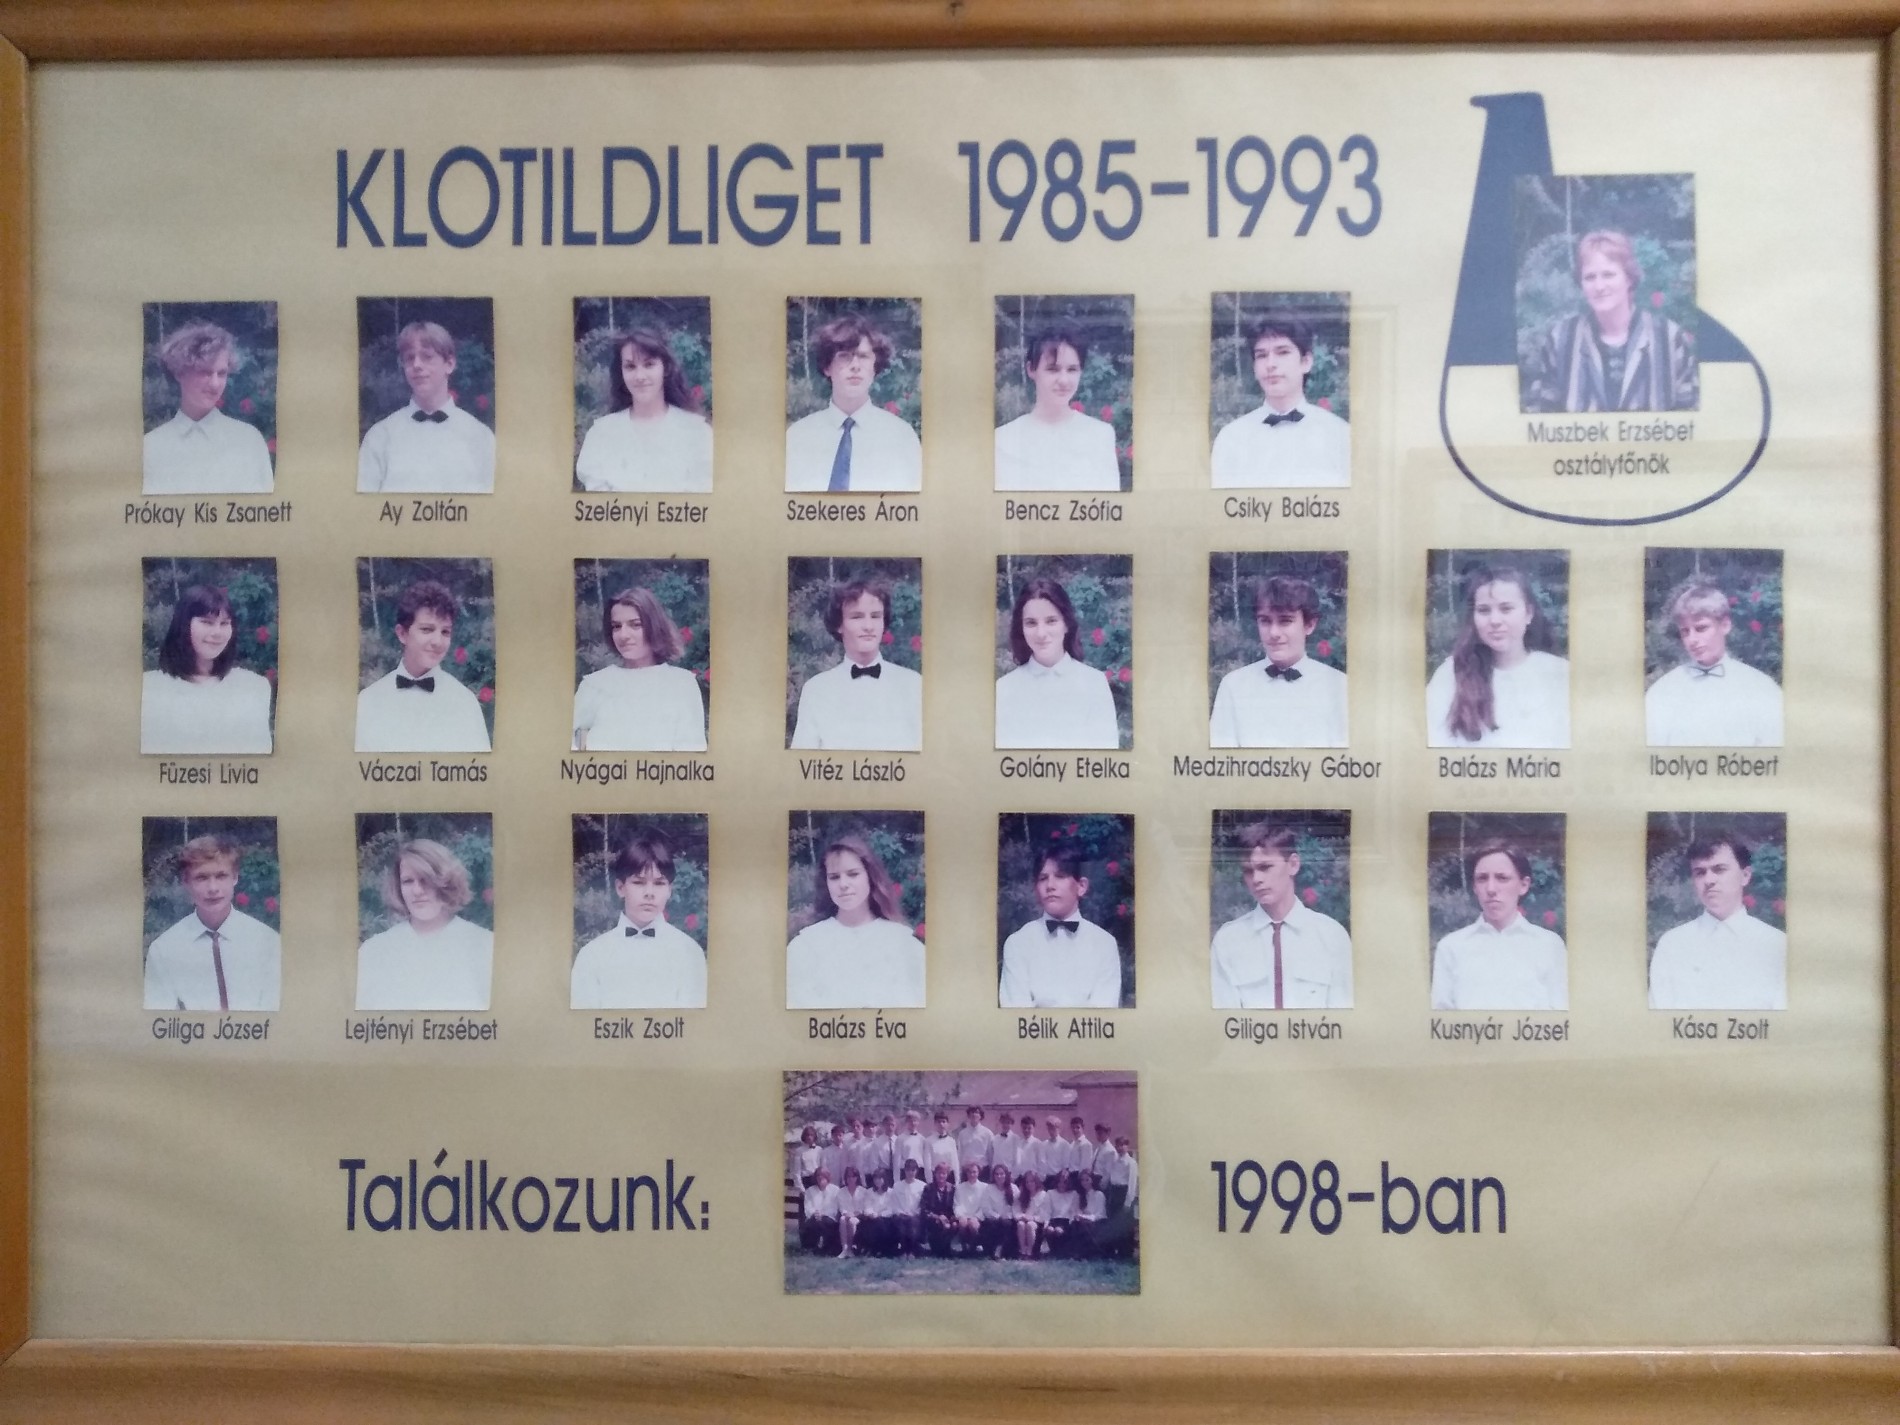 KLOTILDLIGET 1985-1993
Muszbek Erzsébet
osztályfőnök
Prókay Kis Zsanett
Ay Zoltán
Szelényi Eszter
Szekeres Áron
Bencz Zsófia
Csiky Balázs
Füzesi Lívia
Váczai Tamás
Nyágai Hajnalka
Vitéz László
Golány Etelka
Medzihradszky Gábor
Balázs Mária
Ibolya Róbert
Giliga József
Lejtényi Erzsébet
Eszik Zsolt
Balázs Éva
Bélik Attila
Giliga István
Kusnyár József
Kása Zsolt
Találkozunk: 1998-ban